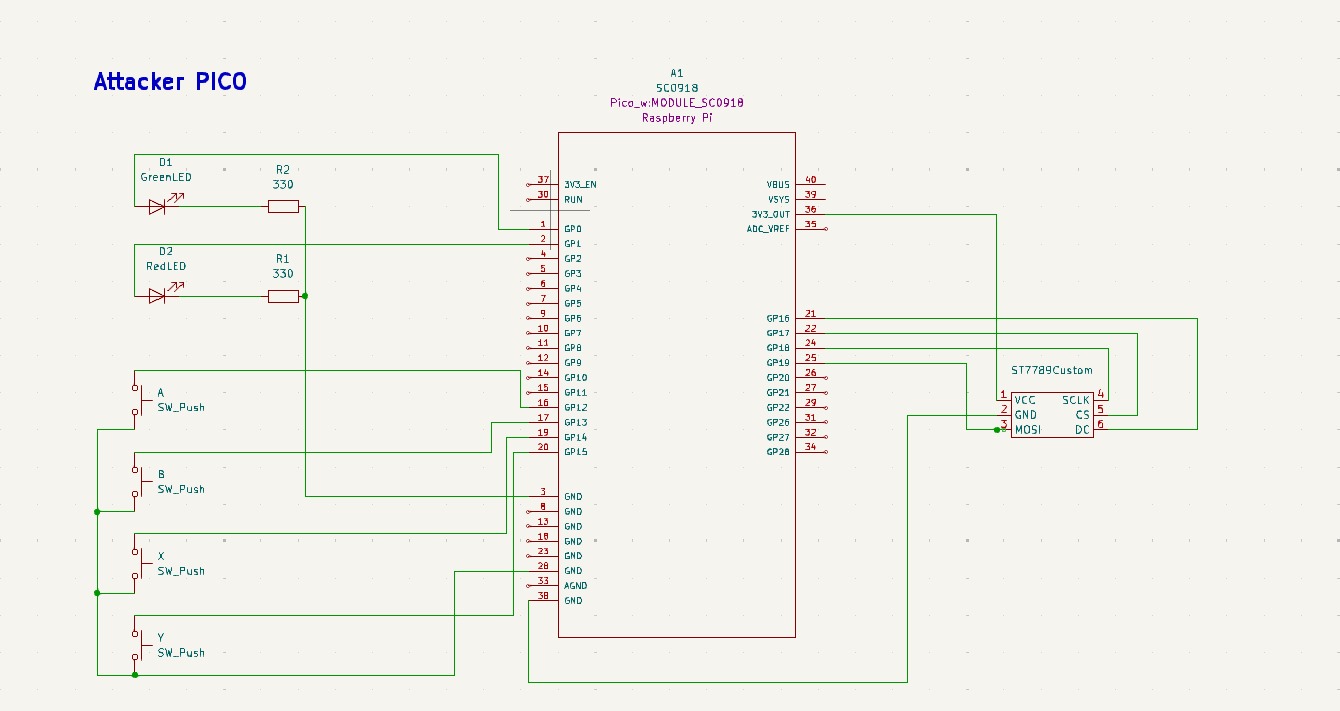 Attacker PICO
A1
SC0918
Pico_w:MODULE_SC0918
Raspberry Pi
D1
GreenLED
R2
330
D2
RedLED
R1
330
A
SW_Push
B
SW_Push
X
SW_Push
Y
SW_Push
37 3V3_EN
30 RUN
1 GP0
2 GP1
4 GP2
5 GP3
6 GP4
7 GP5
9 GP6
10 GP7
11 GP8
12 GP9
14 GP10
15 GP11
16 GP12
17 GP13
19 GP14
20 GP15
3 GND
8 GND
13 GND
18 GND
23 GND
28 GND
33 AGND
38 GND
VBUS 40
VSYS 39
3V3_OUT 36
ADC_VREF 35
GP16 21
GP17 22
GP18 24
GP19 25
GP20 26
GP21 27
GP22 29
GP26 31
GP27 32
GP28 34
ST7789Custom
1 VCC SCLK 4
2 GND CS 5
3 MOSI DC 6